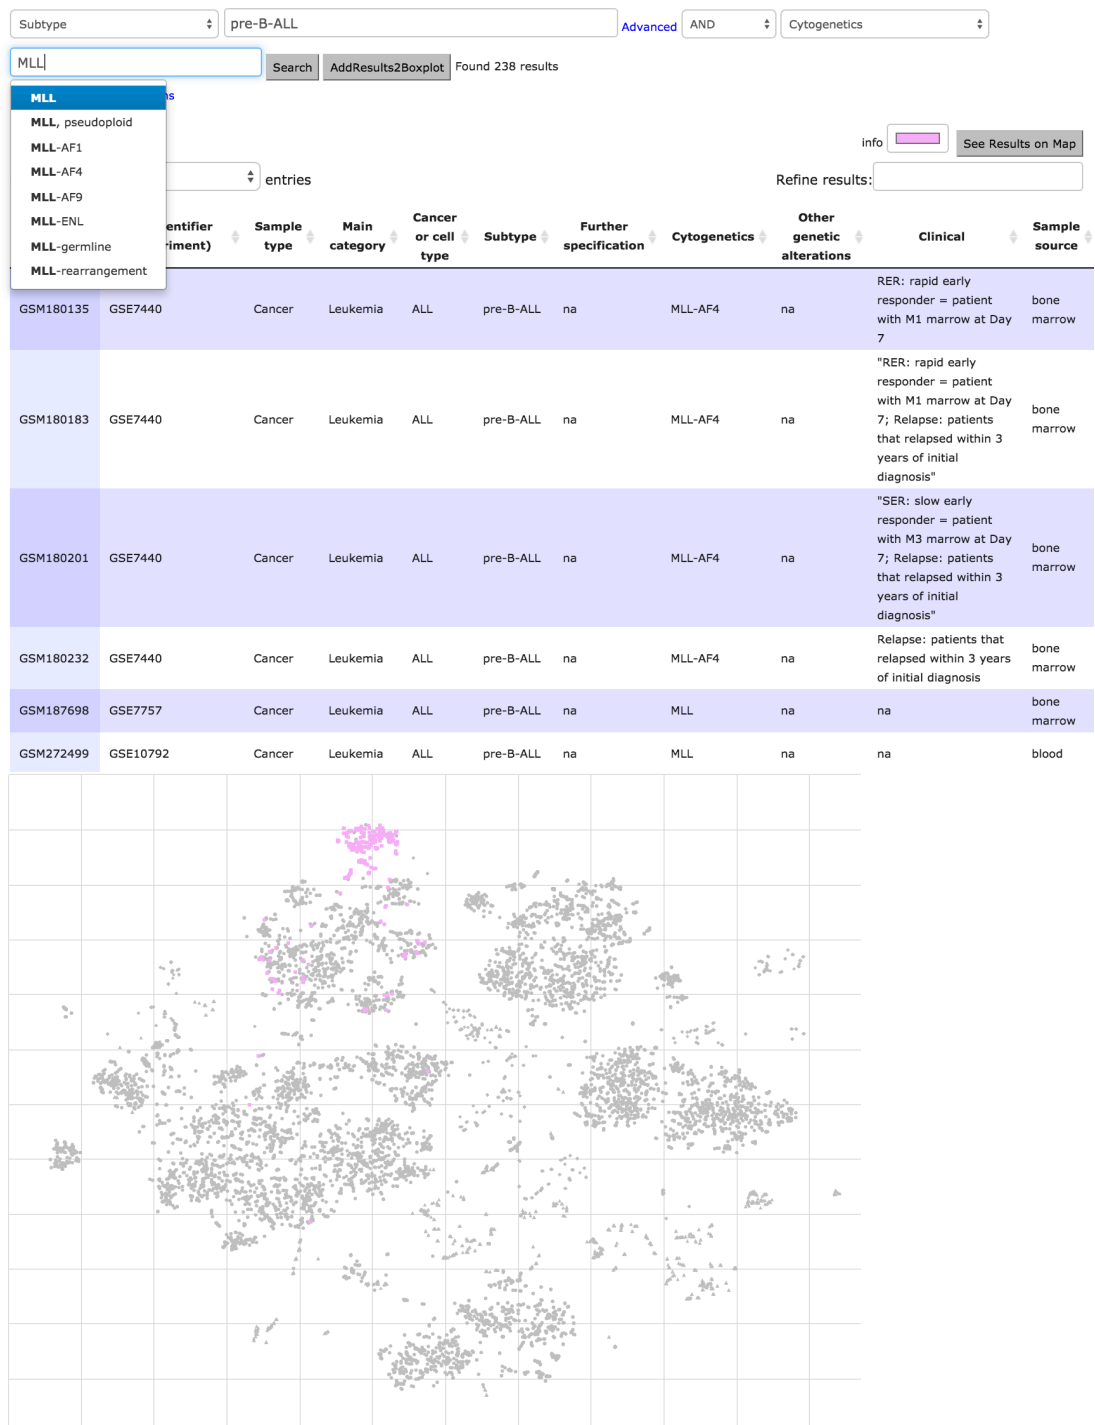 Subtype pre-B-ALL Advanced AND Cytogenetics
MLL Search AddResults2Boxplot Found 238 results
MLL
MLL, pseudoploid
MLL-AF1
MLL-AF4
MLL-AF9
MLL-ENL
MLL-germline
MLL-rearrangement
info See Results on Map
entries Refine results:
Sample type
Main category
Cancer or cell type
Subtype
Further specification
Cytogenetics
Other genetic alterations
Clinical
Sample source
GSM180135 GSE7440 Cancer Leukemia ALL pre-B-ALL na MLL-AF4 na
RER: rapid early
responder = patient
with M1 marrow at Day
7
bone
marrow
GSM180183 GSE7440 Cancer Leukemia ALL pre-B-ALL na MLL-AF4 na
"RER: rapid early
responder = patient
with M1 marrow at Day
7; Relapse: patients
that relapsed within 3
years of initial
diagnosis"
bone
marrow
GSM180201 GSE7440 Cancer Leukemia ALL pre-B-ALL na MLL-AF4 na
"SER: slow early
responder = patient
with M3 marrow at Day
7; Relapse: patients
that relapsed within 3
years of initial
diagnosis"
bone
marrow
GSM180232 GSE7440 Cancer Leukemia ALL pre-B-ALL na MLL-AF4 na
Relapse: patients that
relapsed within 3 years
of initial diagnosis
bone
marrow
GSM187698 GSE7757 Cancer Leukemia ALL pre-B-ALL na MLL na na
bone
marrow
GSM272499 GSE10792 Cancer Leukemia ALL pre-B-ALL na MLL na na blood